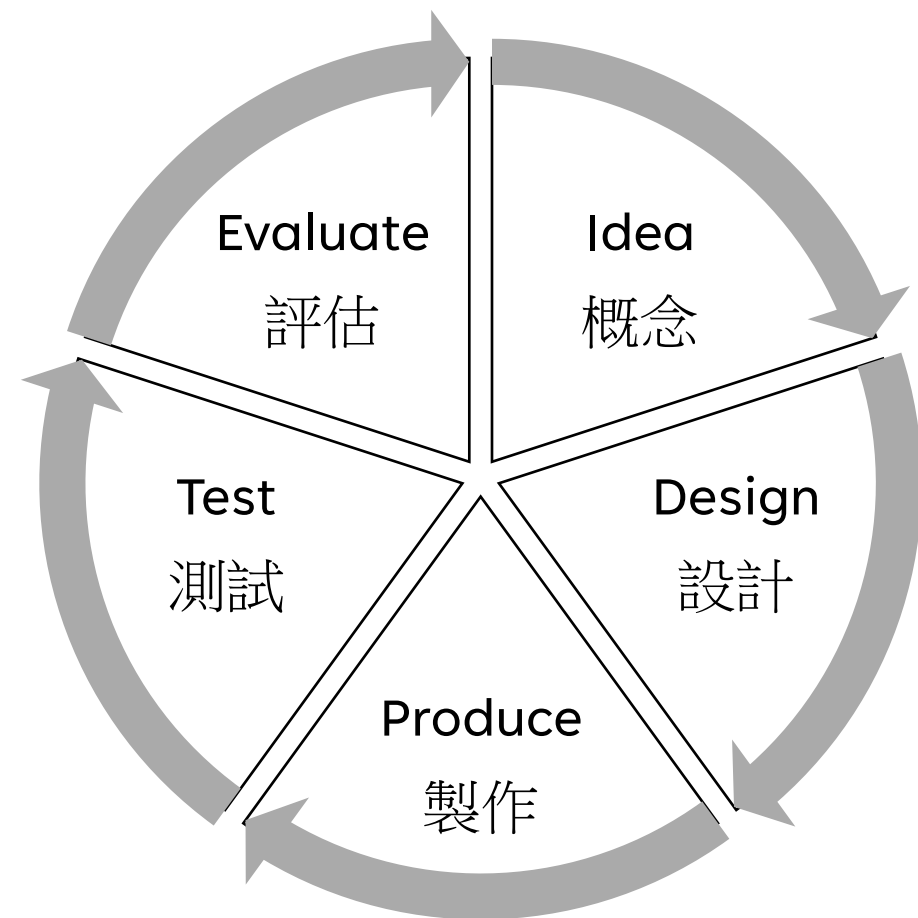 Idea
概念
Design
設計
Produce
製作
Test
測試
Evaluate
評估